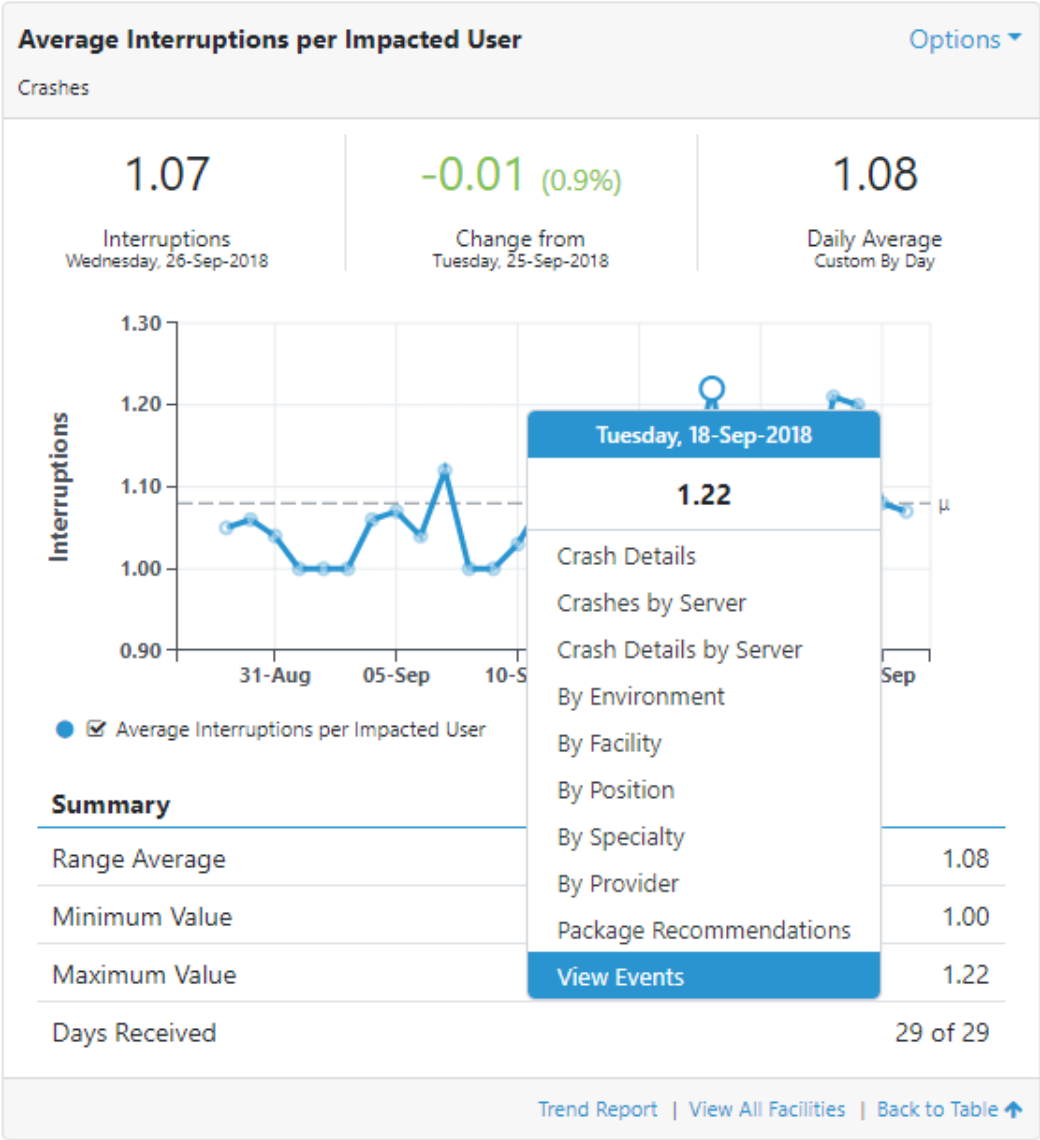 Average Interruptions per Impacted User
Options
Crashes
1.07
-0.01 (0.9%)
1.08
Interruptions
Change from
Daily Average
Wednesday, 26-Sep-2018
Tuesday, 25-Sep-2018
Custom By Day
1.30
1.20
1.10
1.00
0.90
Interruptions
μ
31-Aug
05-Sep
10-S
Sep
Tuesday, 18-Sep-2018
1.22
Crash Details
Crashes by Server
Crash Details by Server
By Environment
By Facility
By Position
By Specialty
By Provider
Package Recommendations
View Events
Average Interruptions per Impacted User
Summary
Range Average 1.08
Minimum Value 1.00
Maximum Value 1.22
Days Received 29 of 29
Trend Report | View All Facilities | Back to Table